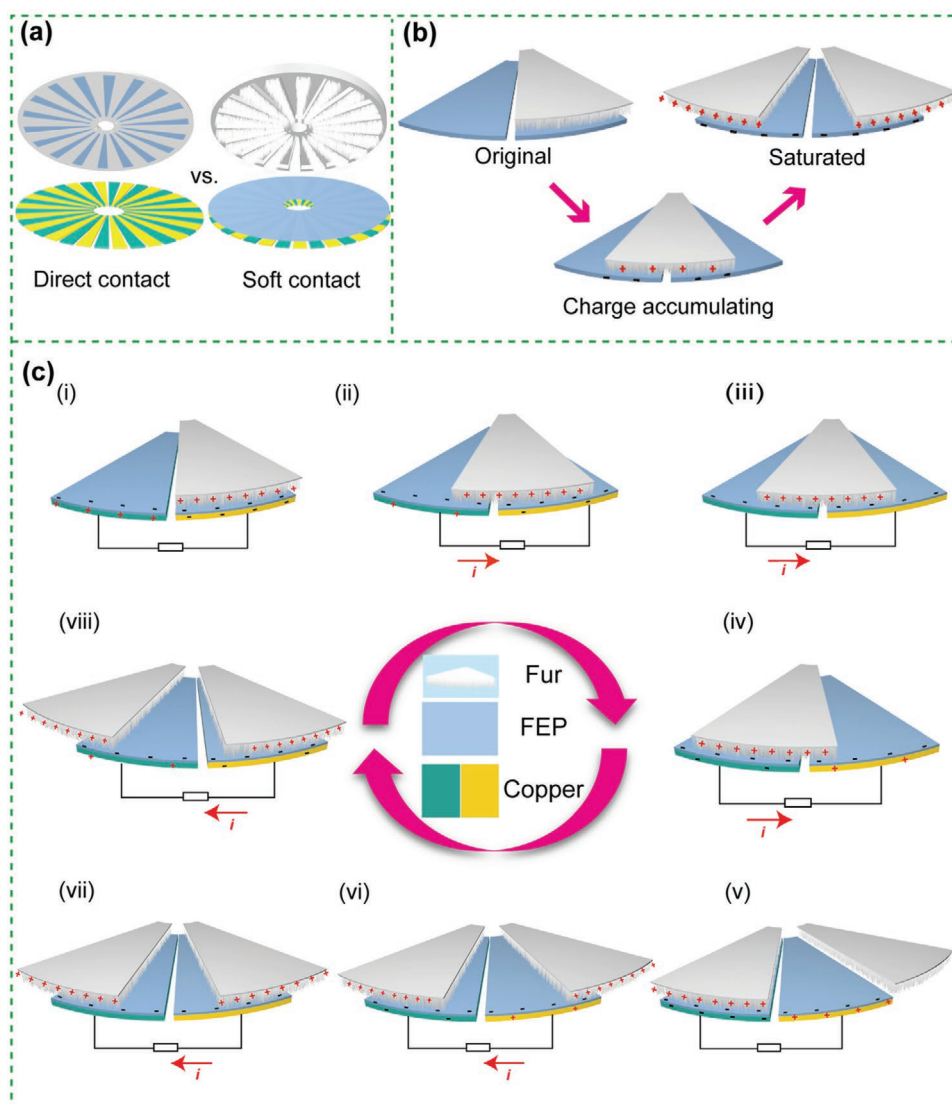 (a)
vs.
Direct contact
Soft contact
(b)
Original
Saturated
Charge accumulating
(c)
(i)
(ii)
(iii)
i
i
(viii)
(iv)
Fur
FEP
Copper
i
i
(vii)
(vi)
(v)
i
i